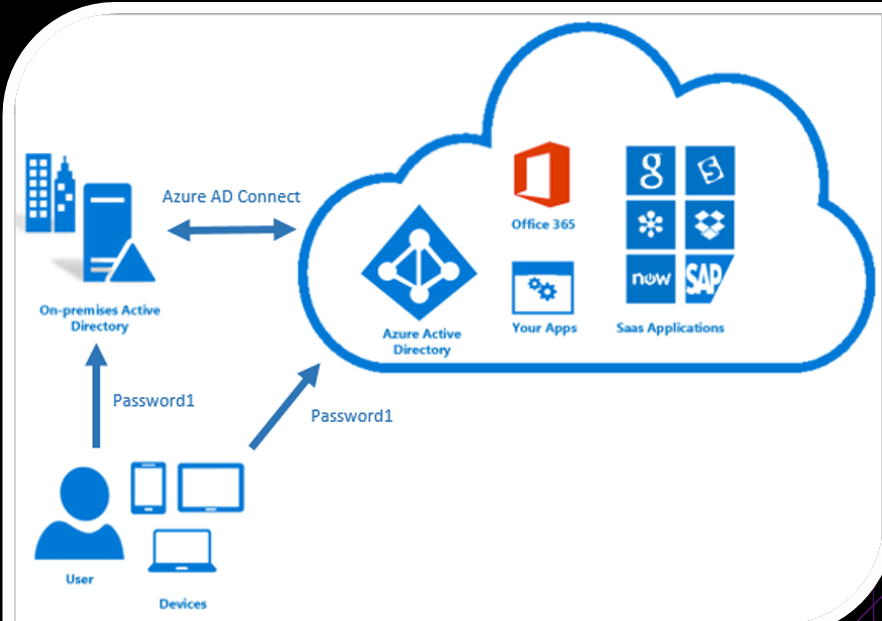 Azure AD Connect
On-premises Active
Directory
Azure Active
Directory
Office 365
Your Apps
g
S
now
SAP
Saas Applications
Password1
Password1
User
Devices